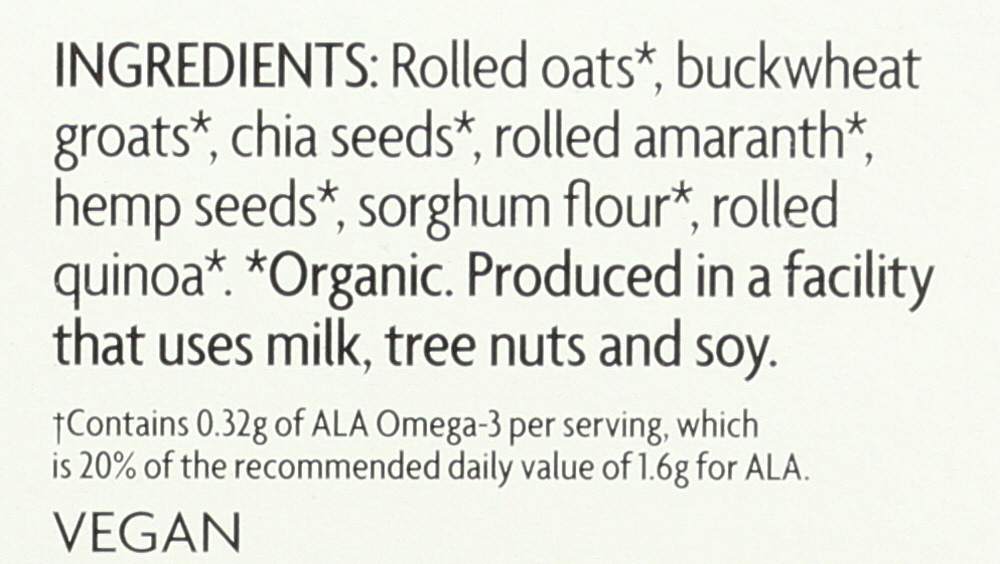 INGREDIENTS: Rolled oats*, buckwheat
groats*, chia seeds*, rolled amaranth*,
hemp seeds*, sorghum flour*, rolled
quinoa*. *Organic. Produced in a facility
that uses milk, tree nuts and soy.
†Contains 0.32g of ALA Omega-3 per serving, which
is 20% of the recommended daily value of 1.6g for ALA.
VEGAN